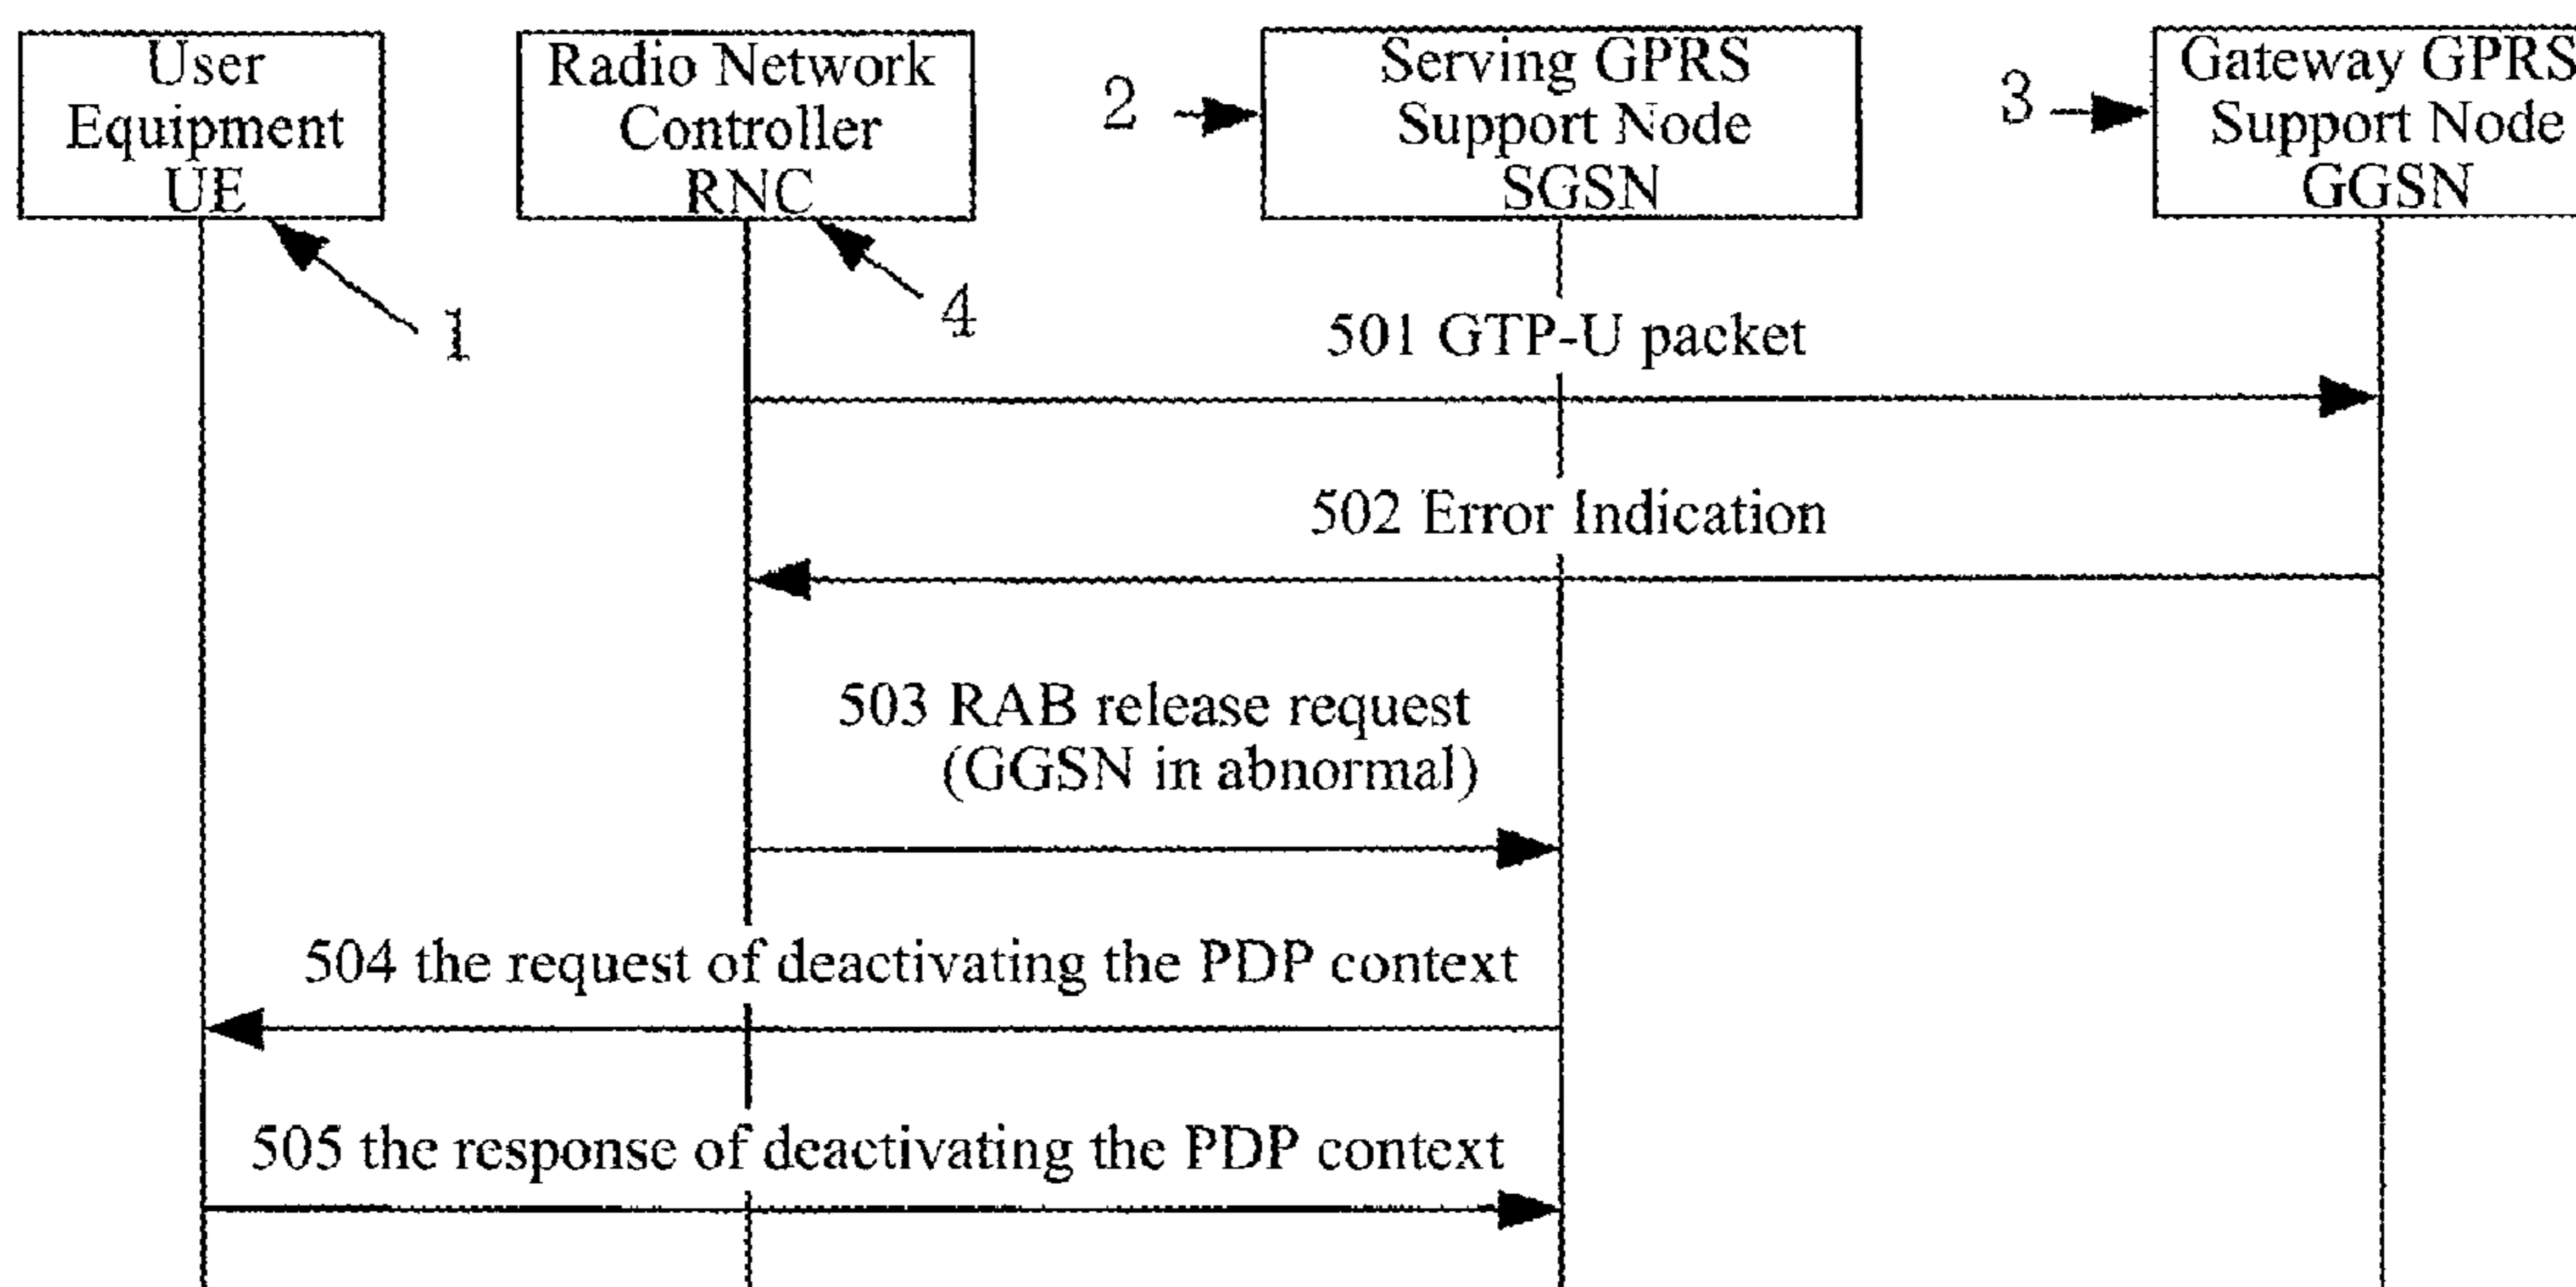 User
Equipment
UE
Radio Network
Controller
RNC
2
Serving GPRS
Support Node
SGSN
3
Gateway GPRS
Support Node
GGSN
1
4
501 GTP-U packet
502 Error Indication
503 RAB release request
(GGSN in abnormal)
504 the request of deactivating the PDP context
505 the response of deactivating the PDP context